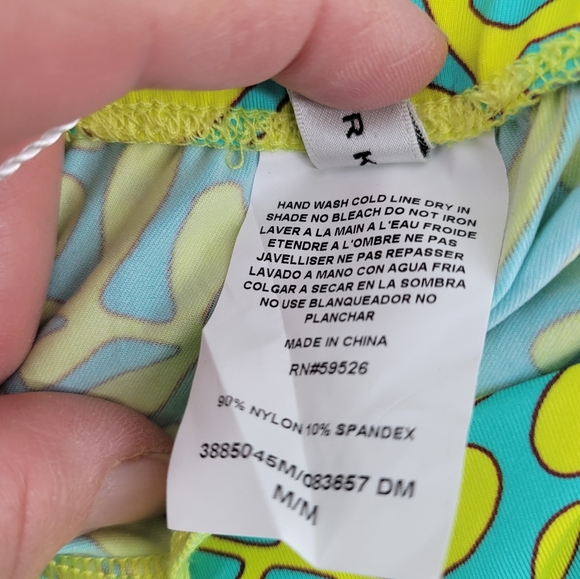 R K
HAND WASH COLD LINE DRY IN
SHADE NO BLEACH DO NOT IRON
LAVER A LA MAIN A L'EAU FROIDE
ETENDRE A L'OMBRE NE PAS
JAVELLISER NE PAS REPASSER
LAVADO A MANO CON AGUA FRIA
COLGAR A SECAR EN LA SOMBRA
NO USE BLANQUEADOR NO
PLANCHAR
MADE IN CHINA
RN#59526
90% NYLON 10% SPANDEX
3885045M/083657 DM
M/M